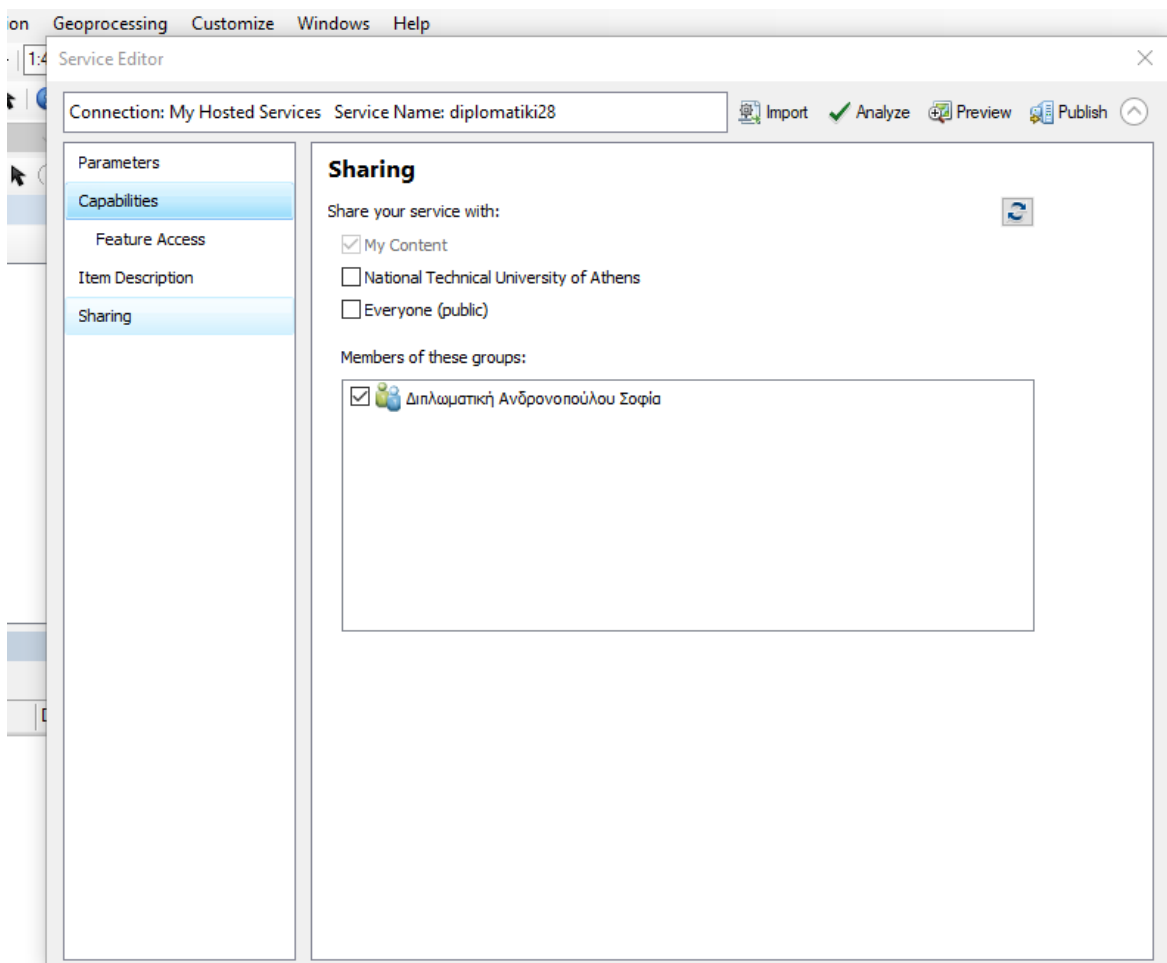 ion Geoprocessing Customize Windows Help
1:4 Service Editor
Connection: My Hosted Services Service Name: diplomatiki28 Import Analyze Preview Publish
Parameters
Capabilities
Feature Access
Item Description
Sharing
Sharing
Share your service with:
My Content
National Technical University of Athens
Everyone (public)
Members of these groups:
Διπλωματική Ανδρονοπούλου Σοφία